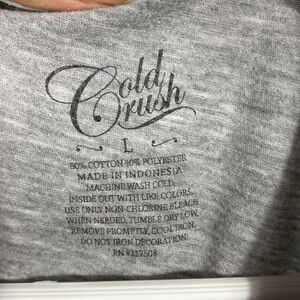 Cold
Crush
L
60% COTTON 40% POLYESTER
MADE IN INDONESIA
MACHINE WASH COLD,
INSIDE OUT WITH LIKE COLORS,
USE ONLY NON-CHLORINE BLEACH
WHEN NEEDED, TUMBLE DRY LOW,
REMOVE PROMPTLY, COOL IRON,
DO NOT IRON DECORATION.
RN #127508